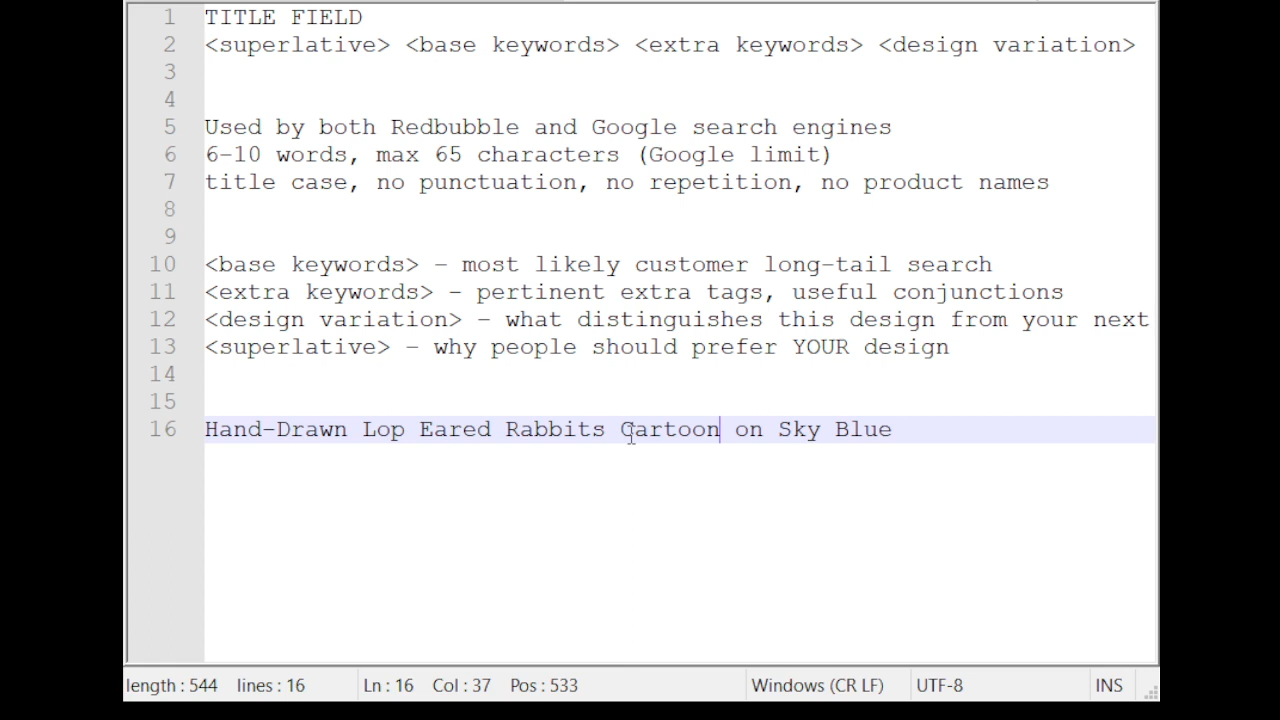 1 TITLE FIELD
2 <superlative> <base keywords> <extra keywords> <design variation>
3
4
5 Used by both Redbubble and Google search engines
6 6-10 words, max 65 characters (Google limit)
7 title case, no punctuation, no repetition, no product names
8
9
10 <base keywords> - most likely customer long-tail search
11 <extra keywords> - pertinent extra tags, useful conjunctions
12 <design variation> - what distinguishes this design from your next
13 <superlative> - why people should prefer YOUR design
14
15
16 Hand-Drawn Lop Eared Rabbits Cartoon on Sky Blue
length : 544 lines : 16 Ln : 16 Col : 37 Pos : 533 Windows (CR LF) UTF-8 INS